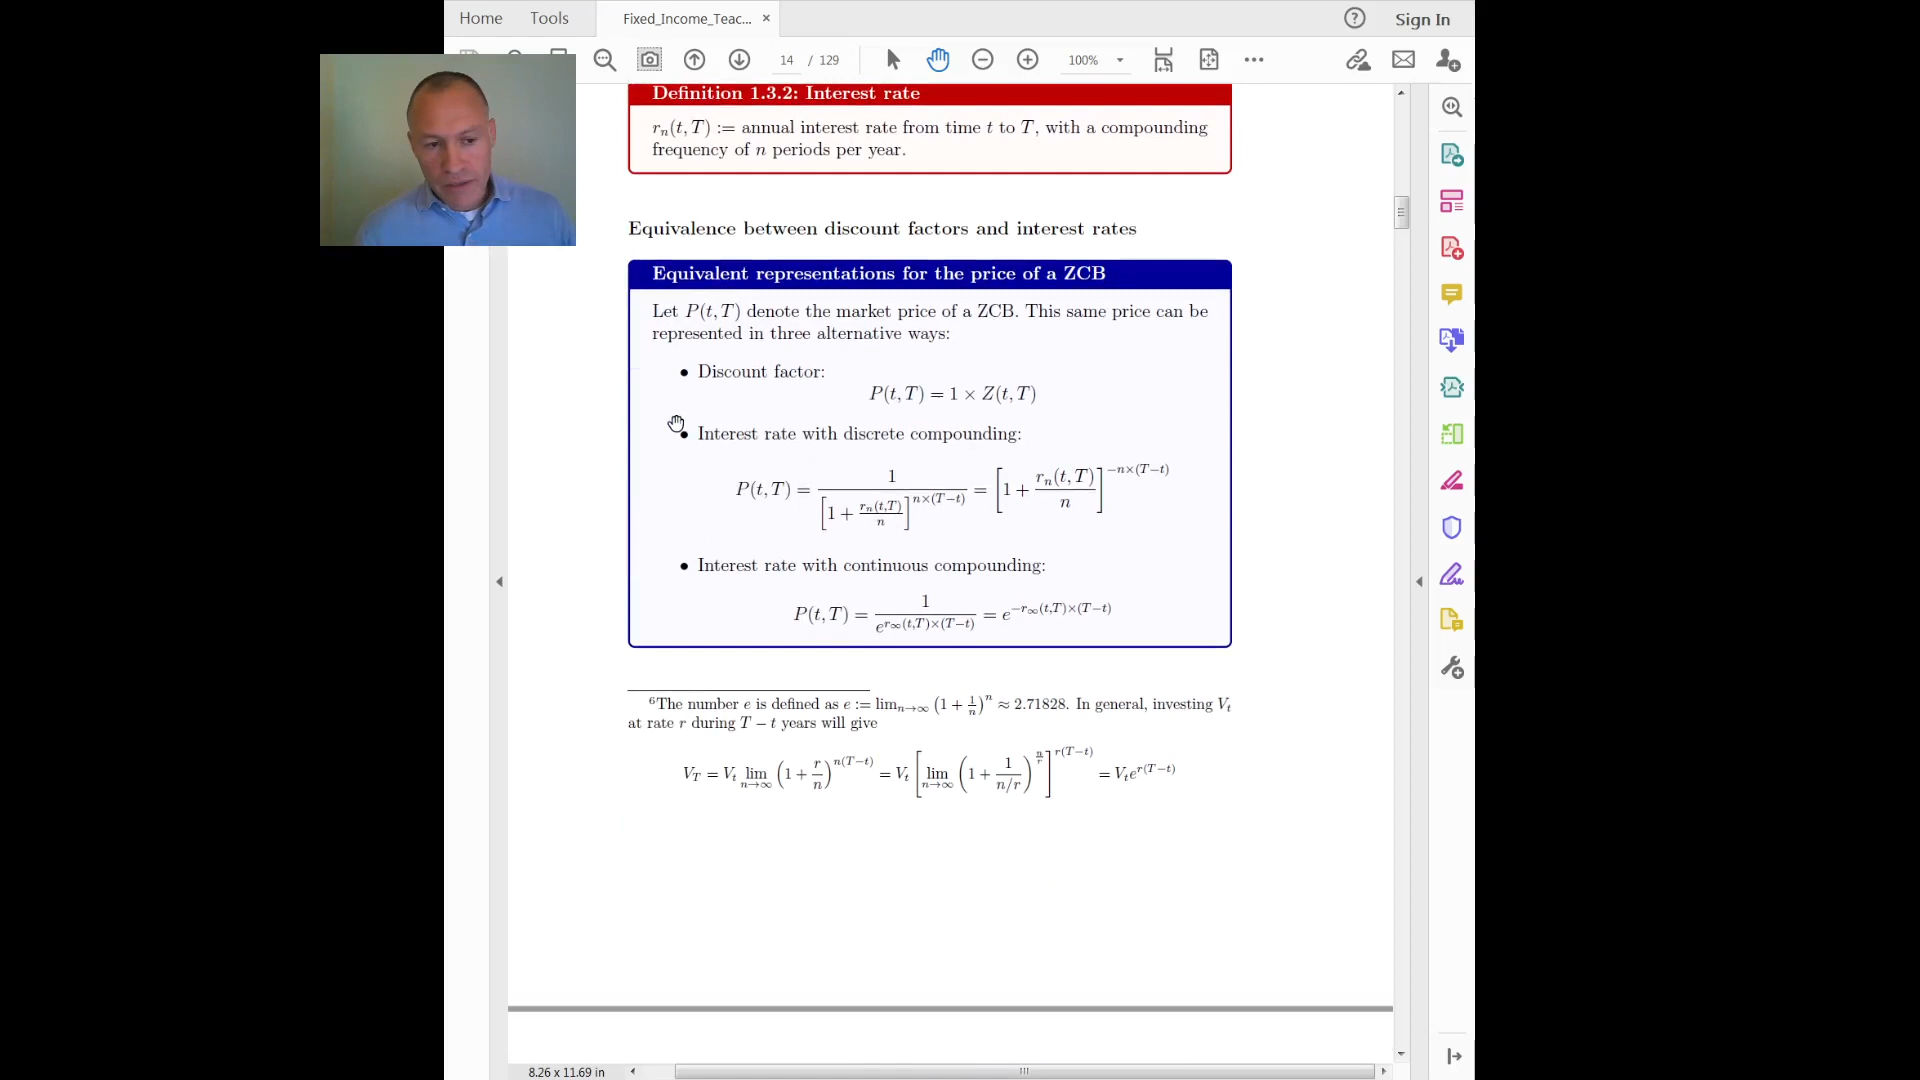 Home Tools Fixed_Income_Teac... × Sign In
14 / 129 100%
Definition 1.3.2: Interest rate
rₙ(t, T) := annual interest rate from time t to T, with a compounding
frequency of n periods per year.
Equivalence between discount factors and interest rates
Equivalent representations for the price of a ZCB
Let P(t, T) denote the market price of a ZCB. This same price can be
represented in three alternative ways:
• Discount factor:
P(t, T) = 1 × Z(t, T)
• Interest rate with discrete compounding:
P(t, T) = 1 / [1 + rₙ(t,T)/n]^{n×(T−t)} = [1 + rₙ(t, T)/n]^{−n×(T−t)}
• Interest rate with continuous compounding:
P(t, T) = 1 / e^{r∞(t,T)×(T−t)} = e^{−r∞(t,T)×(T−t)}
⁶The number e is defined as e := lim_{n→∞} (1 + 1/n)^n ≈ 2.71828. In general, investing V_t
at rate r during T − t years will give
V_T = V_t lim_{n→∞} (1 + r/n)^{n(T−t)} = V_t [lim_{n→∞} (1 + 1/(n/r))^{n/r}]^{r(T−t)} = V_t e^{r(T−t)}
8.26 x 11.69 in